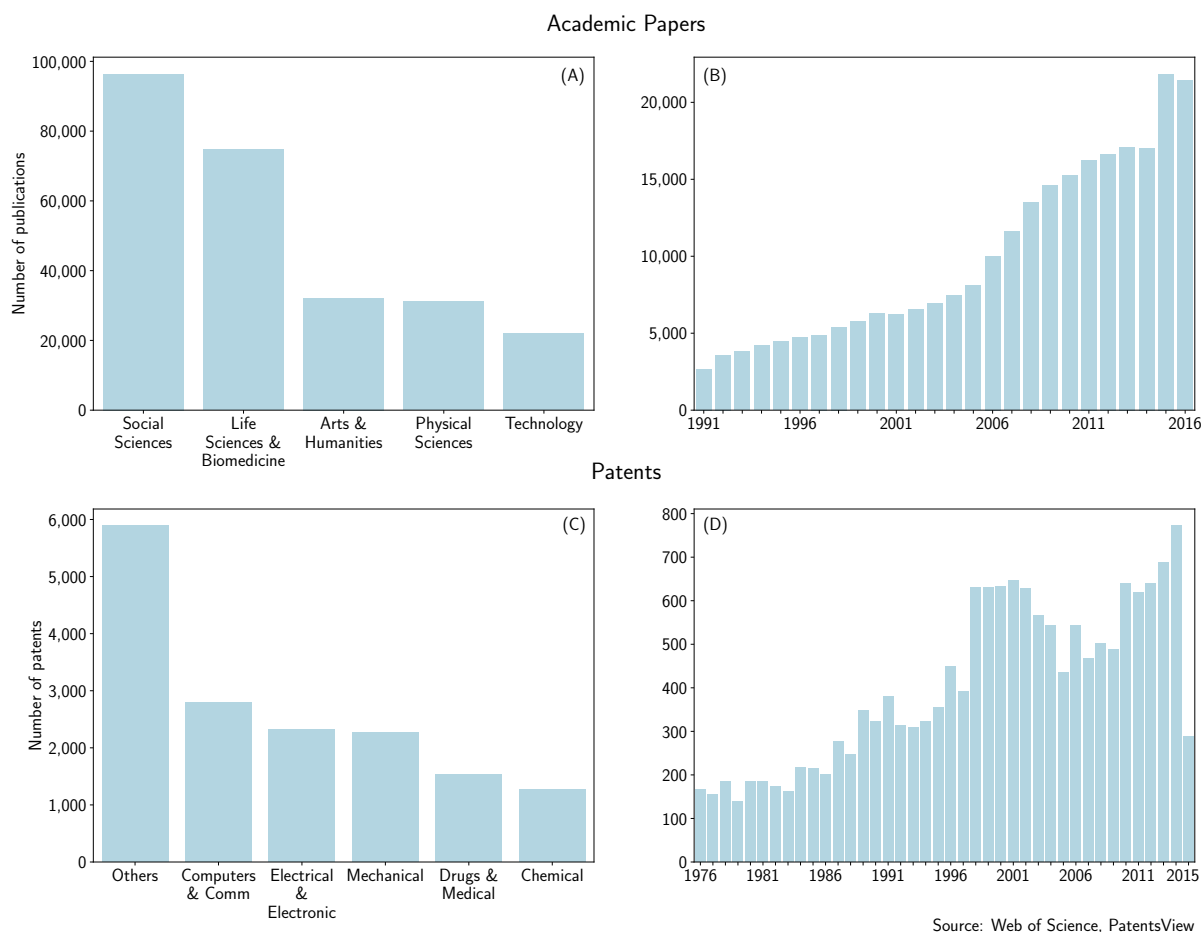 Academic Papers
(A)
Number of publications
100,000
80,000
60,000
40,000
20,000
0
Social
Sciences
Life
Sciences &
Biomedicine
Arts &
Humanities
Physical
Sciences
Technology
(B)
20,000
15,000
10,000
5,000
0
1991
1996
2001
2006
2011
2016
Patents
(C)
Number of patents
6,000
5,000
4,000
3,000
2,000
1,000
0
Others
Computers
& Comm
Electrical
&
Electronic
Mechanical
Drugs &
Medical
Chemical
(D)
800
700
600
500
400
300
200
100
0
1976
1981
1986
1991
1996
2001
2006
2011
2015
Source: Web of Science, PatentsView